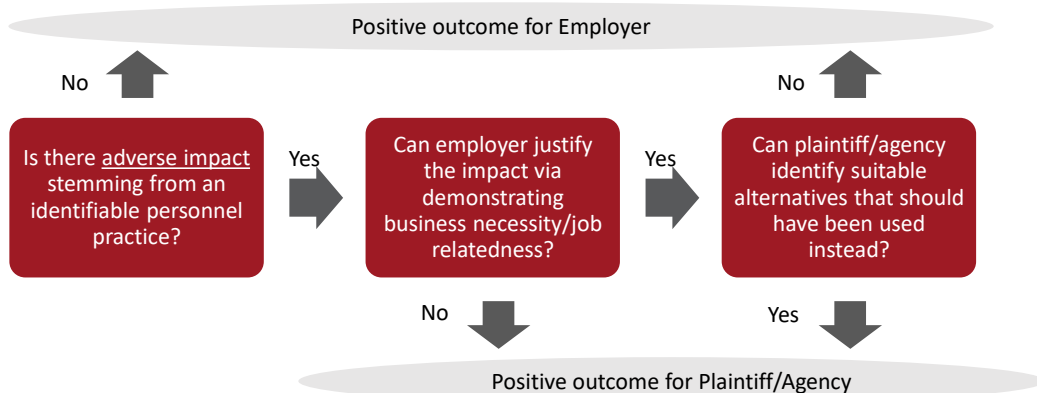 Positive outcome for Employer
No
No
Is there adverse impact
stemming from an
identifiable personnel
practice?
Yes
Can employer justify
the impact via
demonstrating
business necessity/job
relatedness?
Yes
Can plaintiff/agency
identify suitable
alternatives that should
have been used
instead?
No
Yes
Positive outcome for Plaintiff/Agency